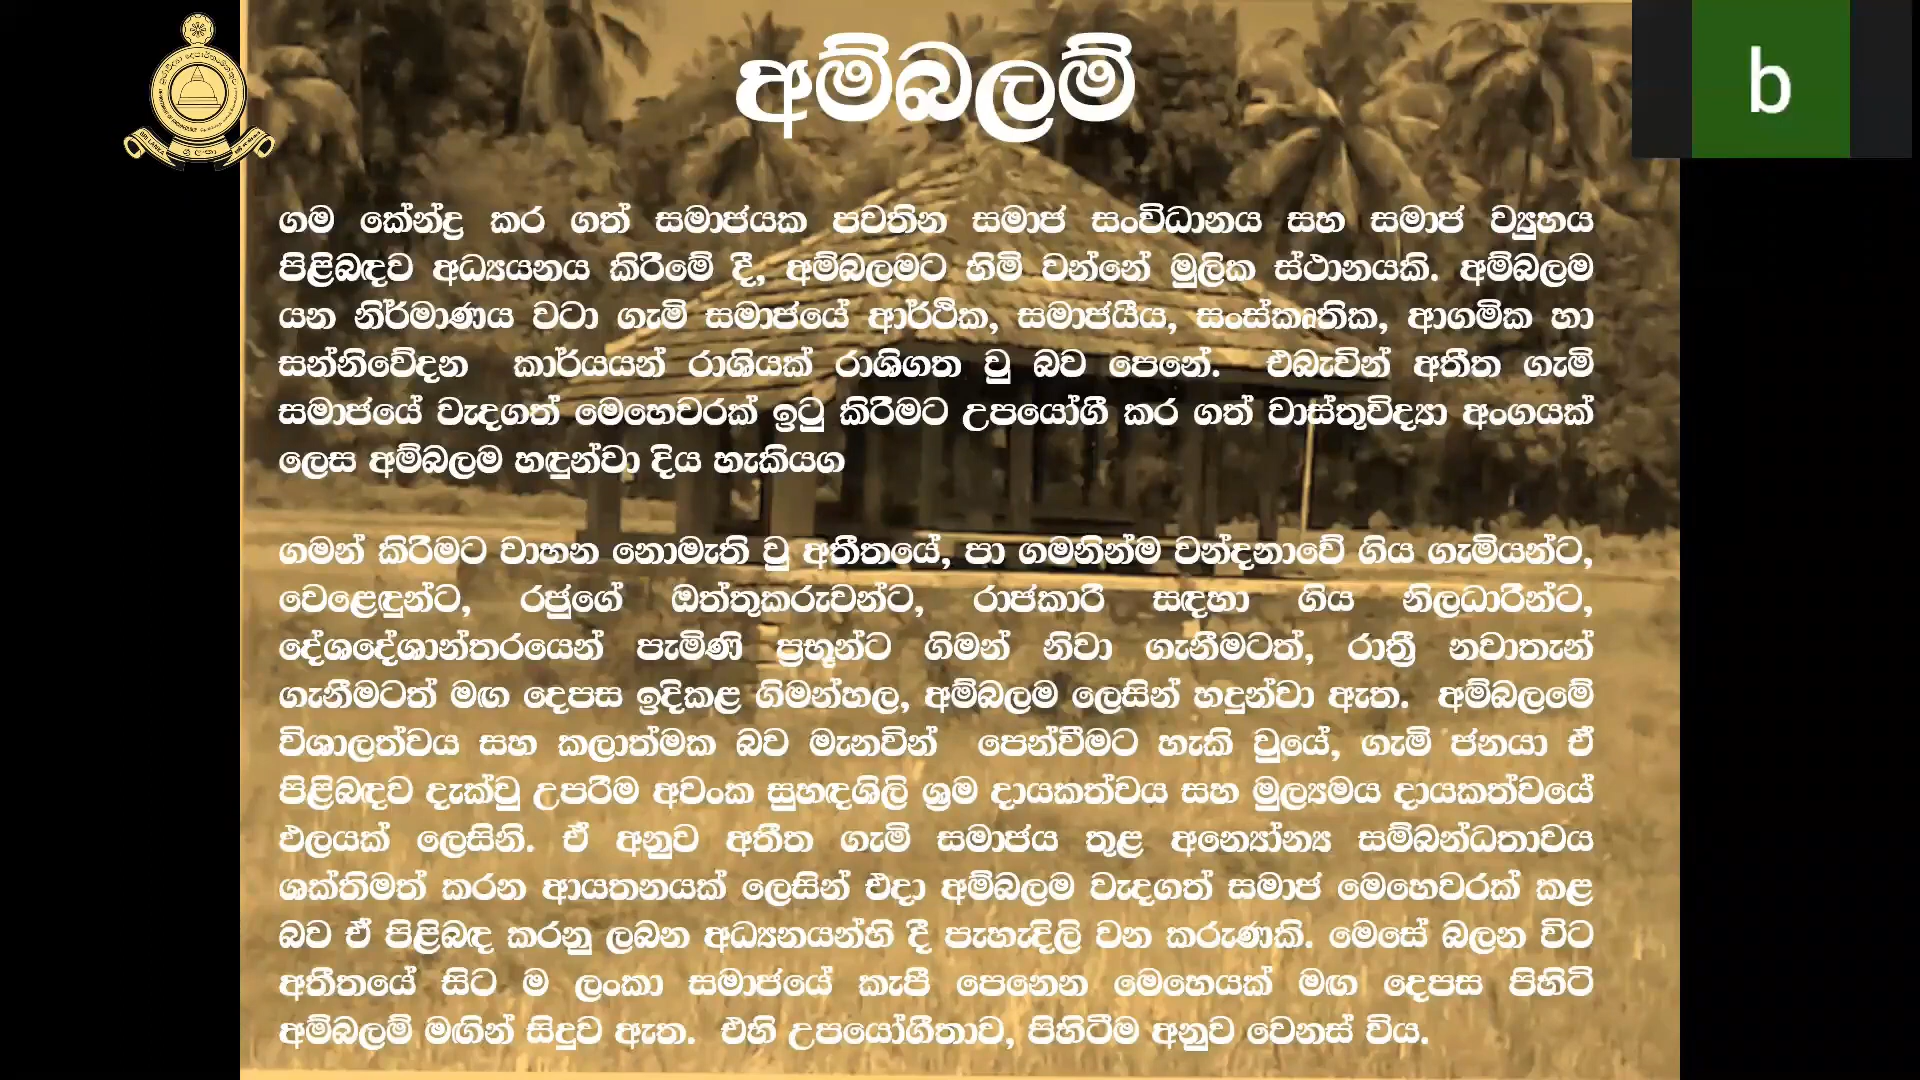 අම්බලම්
b
ගම කේන්ද්‍ර කර ගත් සමාජයක පවතින සමාජ සංවිධානය සහ සමාජ ව්‍යුහය
පිළිබඳව අධ්‍යයනය කිරීමේ දී, අම්බලමට හිමි වන්නේ මුලික ස්ථානයකි. අම්බලම
යන නිර්මාණය වටා ගැමි සමාජයේ ආර්ථික, සමාජයීය, සංස්කෘතික, ආගමික හා
සන්නිවේදන කාර්යයන් රාශියක් රාශිගත වු බව පෙනේ. එබැවින් අතීත ගැමි
සමාජයේ වැදගත් මෙහෙවරක් ඉටු කිරීමට උපයෝගී කර ගත් වාස්තුවිද්‍යා අංගයක්
ලෙස අම්බලම හඳුන්වා දිය හැකියග
ගමන් කිරීමට වාහන නොමැති වු අතීතයේ, පා ගමනින්ම වන්දනාවේ ගිය ගැමියන්ට,
වෙළෙඳුන්ට, රජුගේ ඔත්තුකරුවන්ට, රාජකාරී සඳහා ගිය නිලධාරීන්ට,
දේශදේශාන්තරයෙන් පැමිණි ප්‍රභූන්ට ගිමන් නිවා ගැනීමටත්, රාත්‍රී නවාතැන්
ගැනීමටත් මඟ දෙපස ඉදිකළ ගිමන්හල, අම්බලම ලෙසින් හදුන්වා ඇත. අම්බලමේ
විශාලත්වය සහ කලාත්මක බව මැනවින් පෙන්වීමට හැකි වුයේ, ගැමි ජනයා ඒ
පිළිබඳව දැක්වු උපරිම අවංක සුහඳශිලි ශ්‍රම දායකත්වය සහ මුල්‍යමය දායකත්වයේ
ඵලයක් ලෙසිනි. ඒ අනුව අතීත ගැමි සමාජය තුළ අන්‍යෝන්‍ය සම්බන්ධතාවය
ශක්තිමත් කරන ආයතනයක් ලෙසින් එදා අම්බලම වැදගත් සමාජ මෙහෙවරක් කළ
බව ඒ පිළිබඳ කරනු ලබන අධ්‍යනයන්හි දී පැහැදිලි වන කරුණකි. මෙසේ බලන විට
අතීතයේ සිට ම ලංකා සමාජයේ කැපී පෙනෙන මෙහෙයක් මඟ දෙපස පිහිටි
අම්බලම් මඟින් සිදුව ඇත. එහි උපයෝගීතාව, පිහිටීම අනුව වෙනස් විය.